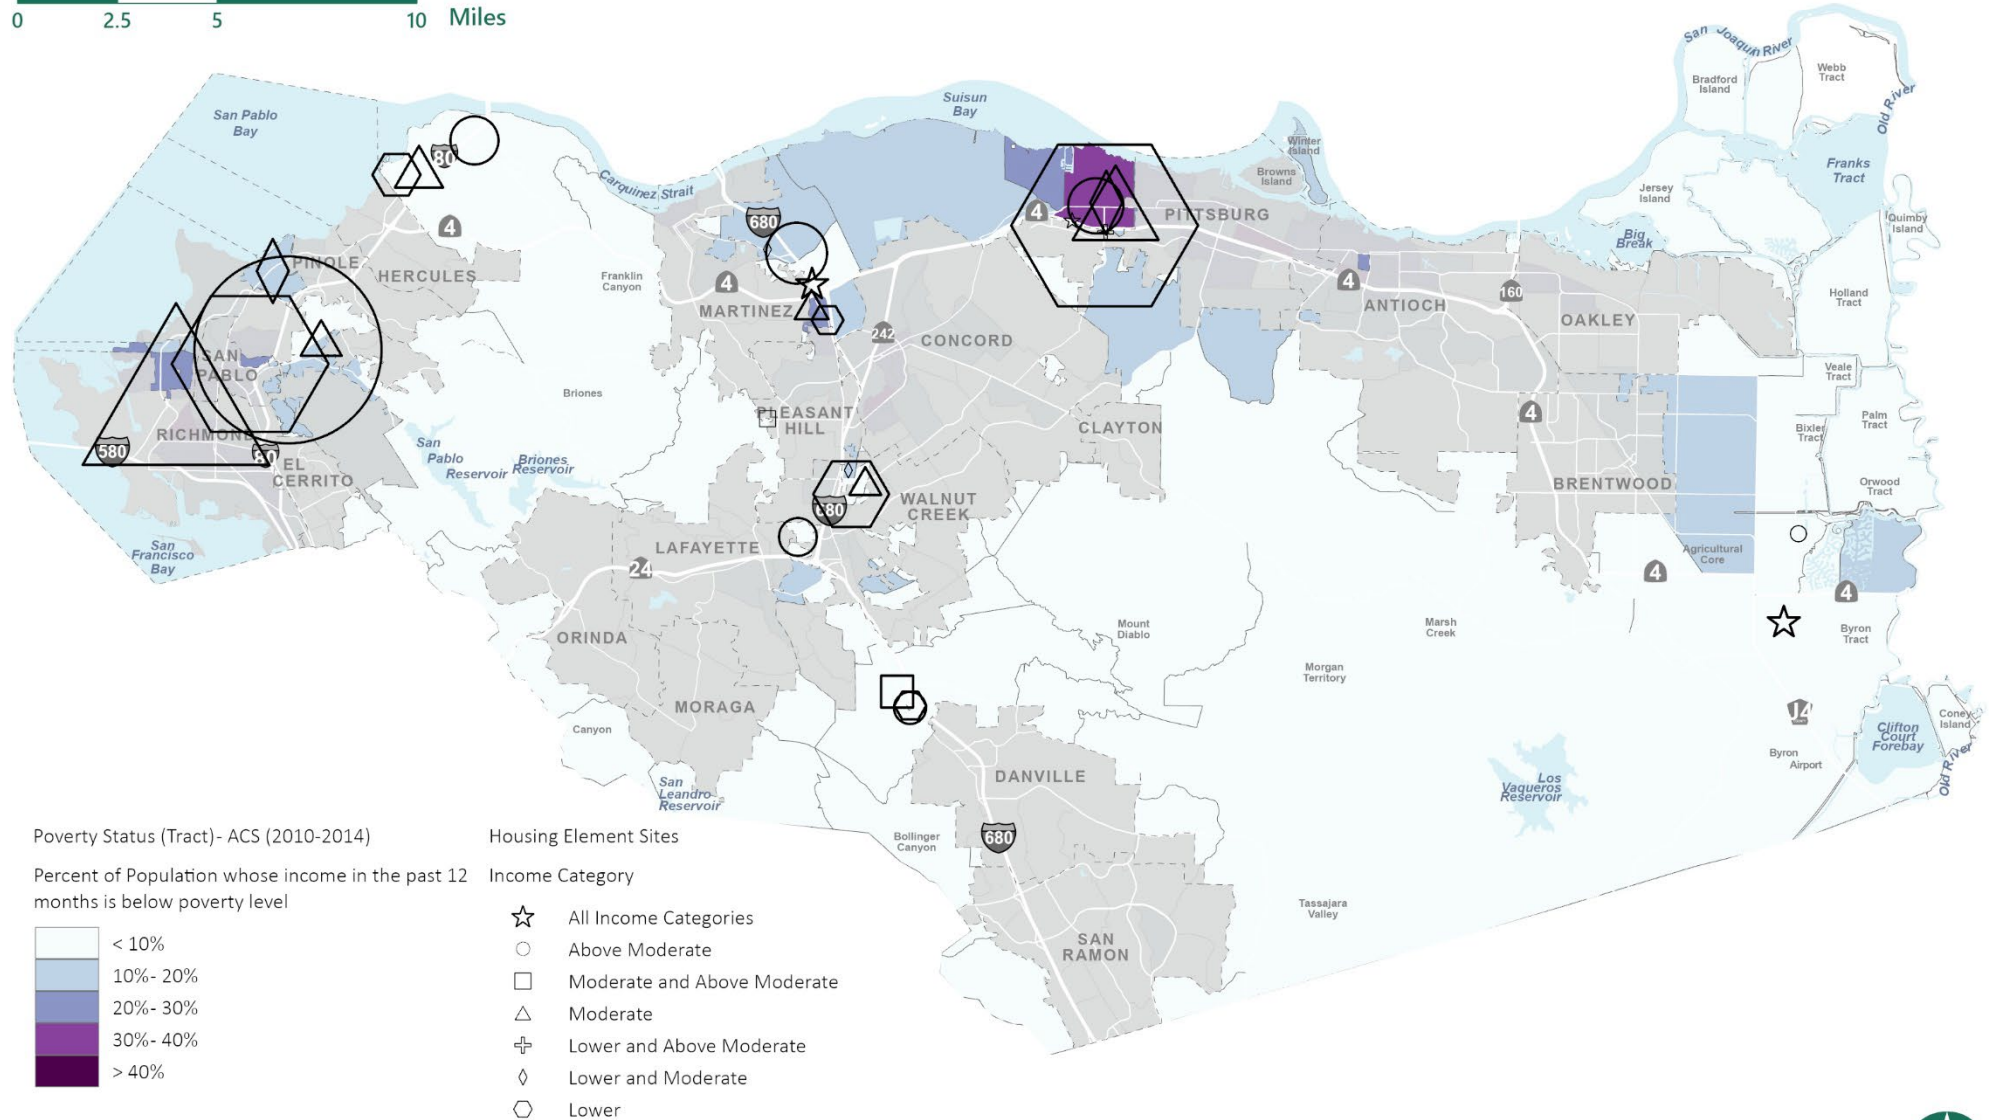 0 2.5 5 10 Miles
San Joaquin River
Webb
Tract
Bradford
Island
Old River
San Pablo
Bay
Suisun
Bay
Winter
Island
Franks
Tract
80
Browns
Island
Carquinez Strait
Jersey
Island
4
680
4
PITTSBURG
Quimby
Island
Big
Break
PINOLE
HERCULES
Franklin
Canyon
4
4
160
Holland
Tract
MARTINEZ
ANTIOCH
OAKLEY
242
CONCORD
SAN
PABLO
Veale
Tract
Briones
PLEASANT
HILL
CLAYTON
4
Palm
Tract
Bixler
Tract
RICHMOND
580
80
EL
CERRITO
San
Pablo
Reservoir
Briones
Reservoir
BRENTWOOD
Orwood
Tract
WALNUT
CREEK
680
San
Francisco
Bay
LAFAYETTE
24
Agricultural
Core
4
4
ORINDA
Mount
Diablo
Marsh
Creek
Byron
Tract
Morgan
Territory
MORAGA
Canyon
J4
Coney
Island
Clifton
Court
Forebay
Byron
Airport
Old River
DANVILLE
San
Leandro
Reservoir
Los
Vaqueros
Reservoir
Bollinger
Canyon
680
Tassajara
Valley
SAN
RAMON
Poverty Status (Tract)- ACS (2010-2014)
Percent of Population whose income in the past 12
months is below poverty level
< 10%
10%- 20%
20%- 30%
30%- 40%
> 40%
Housing Element Sites
Income Category
All Income Categories
Above Moderate
Moderate and Above Moderate
Moderate
Lower and Above Moderate
Lower and Moderate
Lower